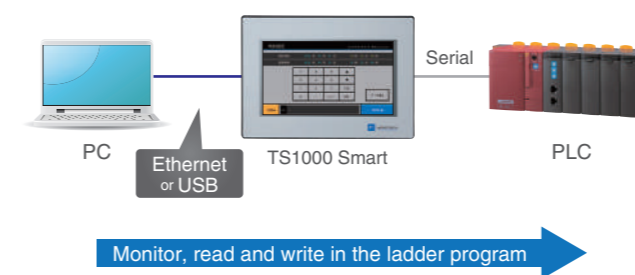 Serial
PC
Ethernet
or USB
TS1000 Smart
PLC
Monitor, read and write in the ladder program